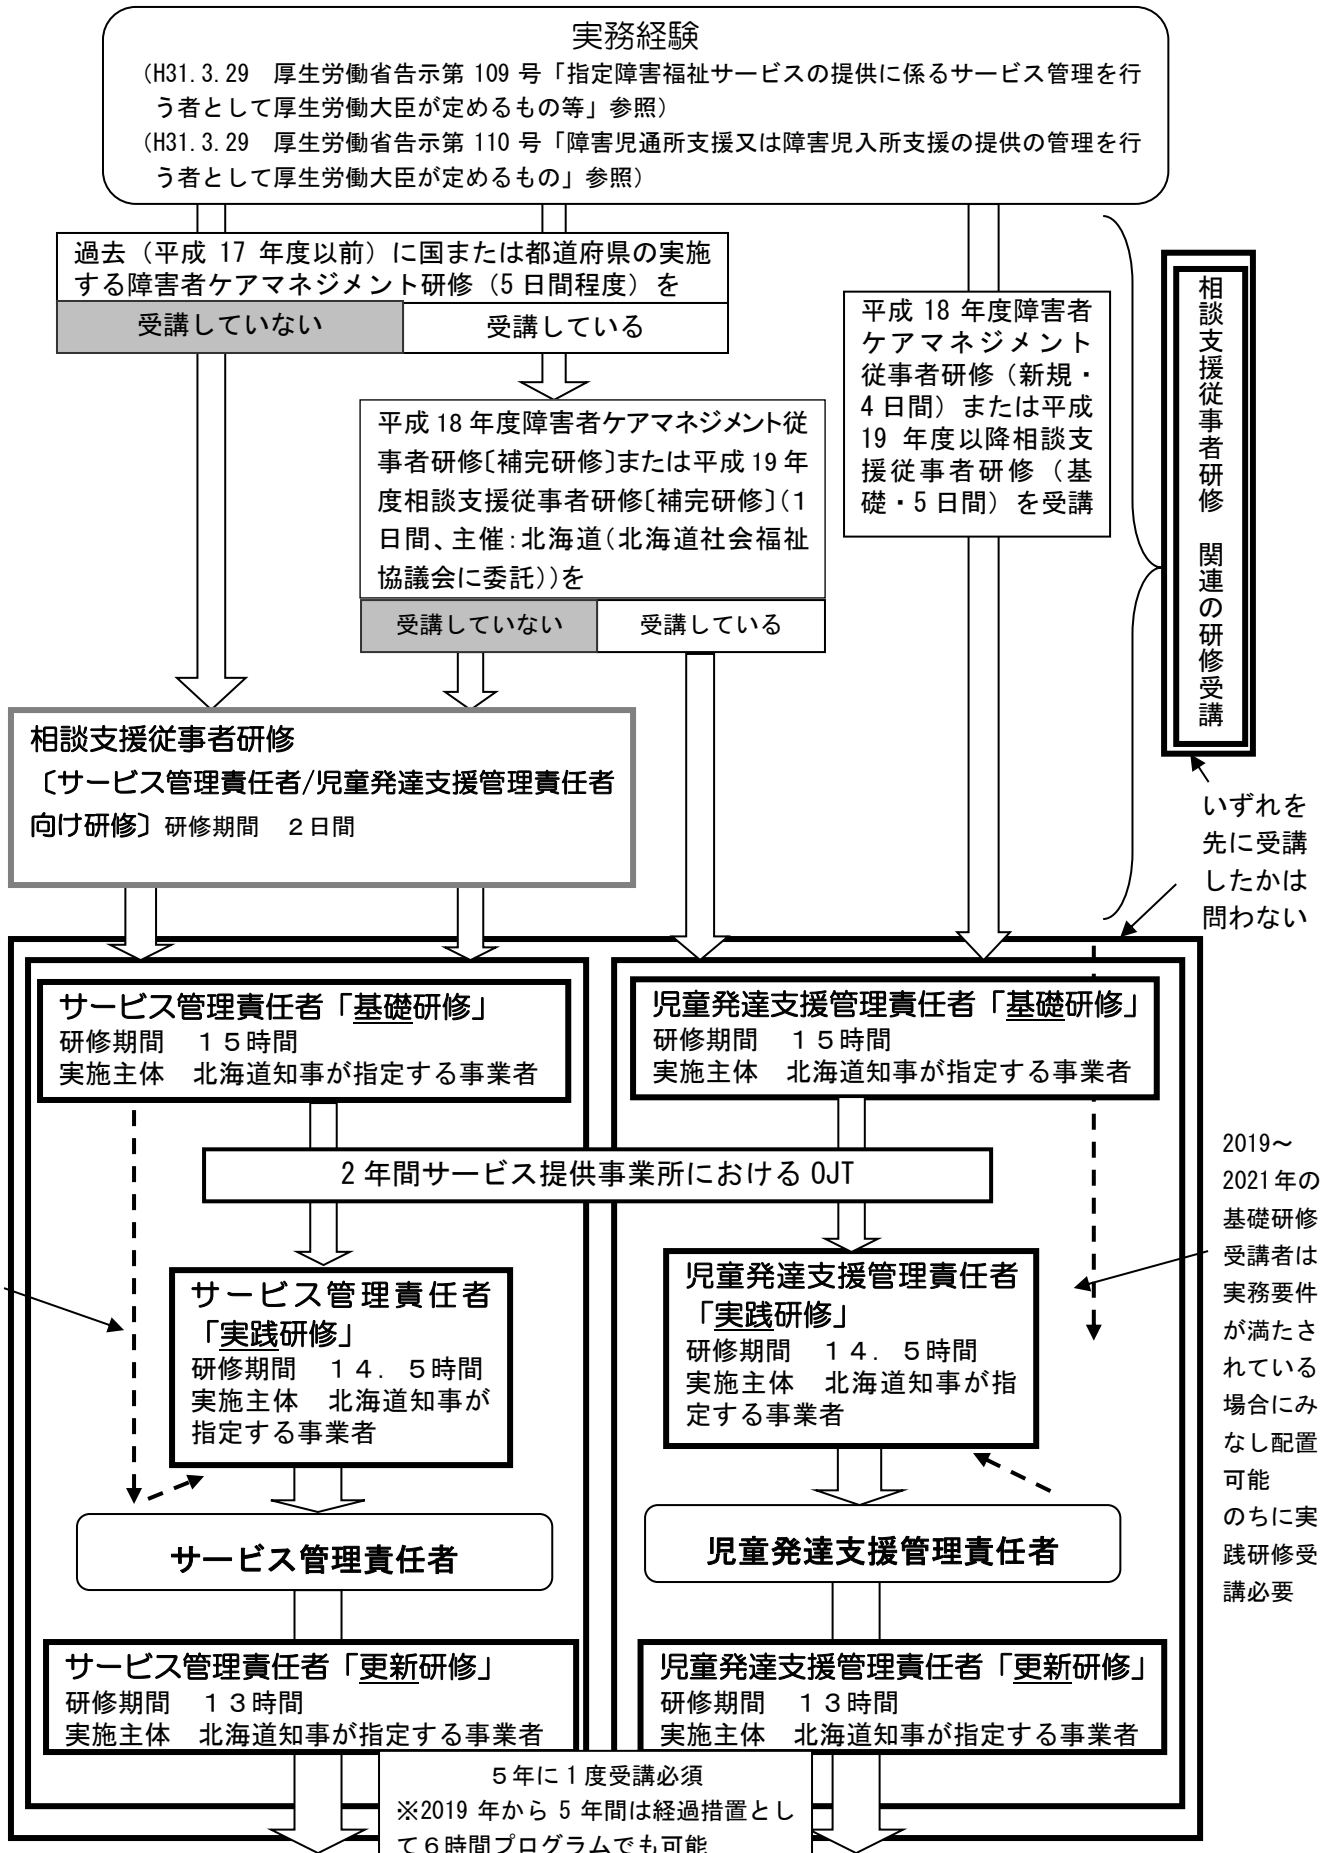 実務経験
（H31.3.29　厚生労働省告示第 109 号「指定障害福祉サービスの提供に係るサービス管理を行
う者として厚生労働大臣が定めるもの等」参照）
（H31.3.29　厚生労働省告示第 110 号「障害児通所支援又は障害児入所支援の提供の管理を行
う者として厚生労働大臣が定めるもの」参照）
過去（平成 17 年度以前）に国または都道府県の実施
する障害者ケアマネジメント研修（5 日間程度）を
受講していない
受講している
平成 18 年度障害者ケアマネジメント従
事者研修〔補完研修〕または平成 19 年
度相談支援従事者研修〔補完研修〕（1
日間、主催：北海道（北海道社会福祉
協議会に委託））を
受講していない
受講している
平成 18 年度障害者
ケアマネジメント
従事者研修（新規・
4 日間）または平成
19 年度以降相談支
援従事者研修（基
礎・5 日間）を受講
相談支援従事者研修　関連の研修受講
いずれを
先に受講
したかは
問わない
相談支援従事者研修
〔サービス管理責任者/児童発達支援管理責任者
向け研修〕研修期間　２日間
サービス管理責任者「基礎研修」
研修期間　１５時間
実施主体　北海道知事が指定する事業者
児童発達支援管理責任者「基礎研修」
研修期間　１５時間
実施主体　北海道知事が指定する事業者
2 年間サービス提供事業所における OJT
サービス管理責任者
「実践研修」
研修期間　１４．５時間
実施主体　北海道知事が
指定する事業者
児童発達支援管理責任者
「実践研修」
研修期間　１４．５時間
実施主体　北海道知事が指
定する事業者
2019～
2021 年の
基礎研修
受講者は
実務要件
が満たさ
れている
場合にみ
なし配置
可能
のちに実
践研修受
講必要
サービス管理責任者
児童発達支援管理責任者
サービス管理責任者「更新研修」
研修期間　１３時間
実施主体　北海道知事が指定する事業者
児童発達支援管理責任者「更新研修」
研修期間　１３時間
実施主体　北海道知事が指定する事業者
５年に１度受講必須
※2019 年から 5 年間は経過措置とし
て６時間プログラムでも可能